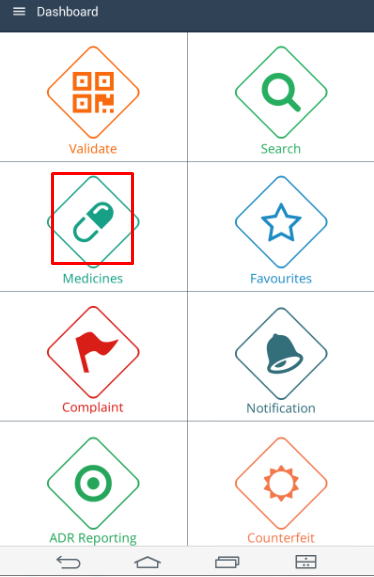 Dashboard
Validate
Search
Medicines
Favourites
Complaint
Notification
ADR Reporting
Counterfeit